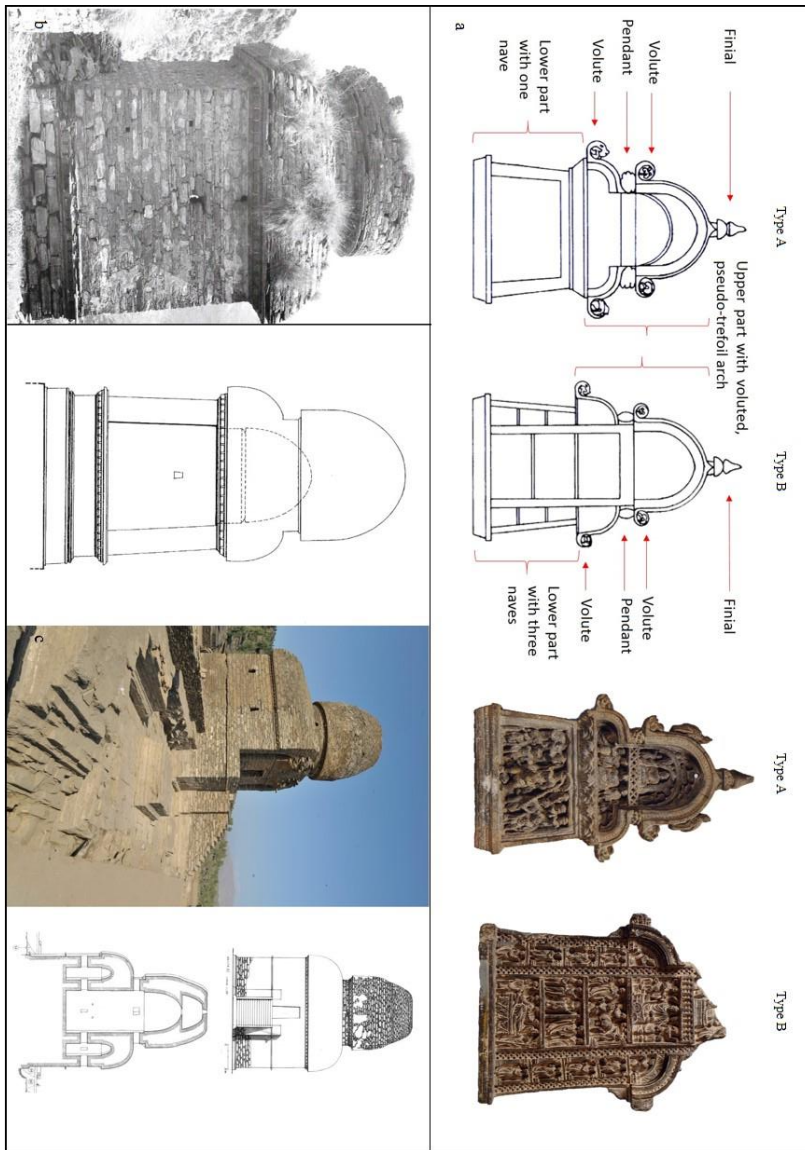 a
Type A
Finial
Volute
Pendant
Volute
Lower part
with one
nave
Upper part with voluted,
pseudo-trefoil arch
Type B
Finial
Volute
Pendant
Volute
Lower part
with three
naves
Type A
Type B
b
c